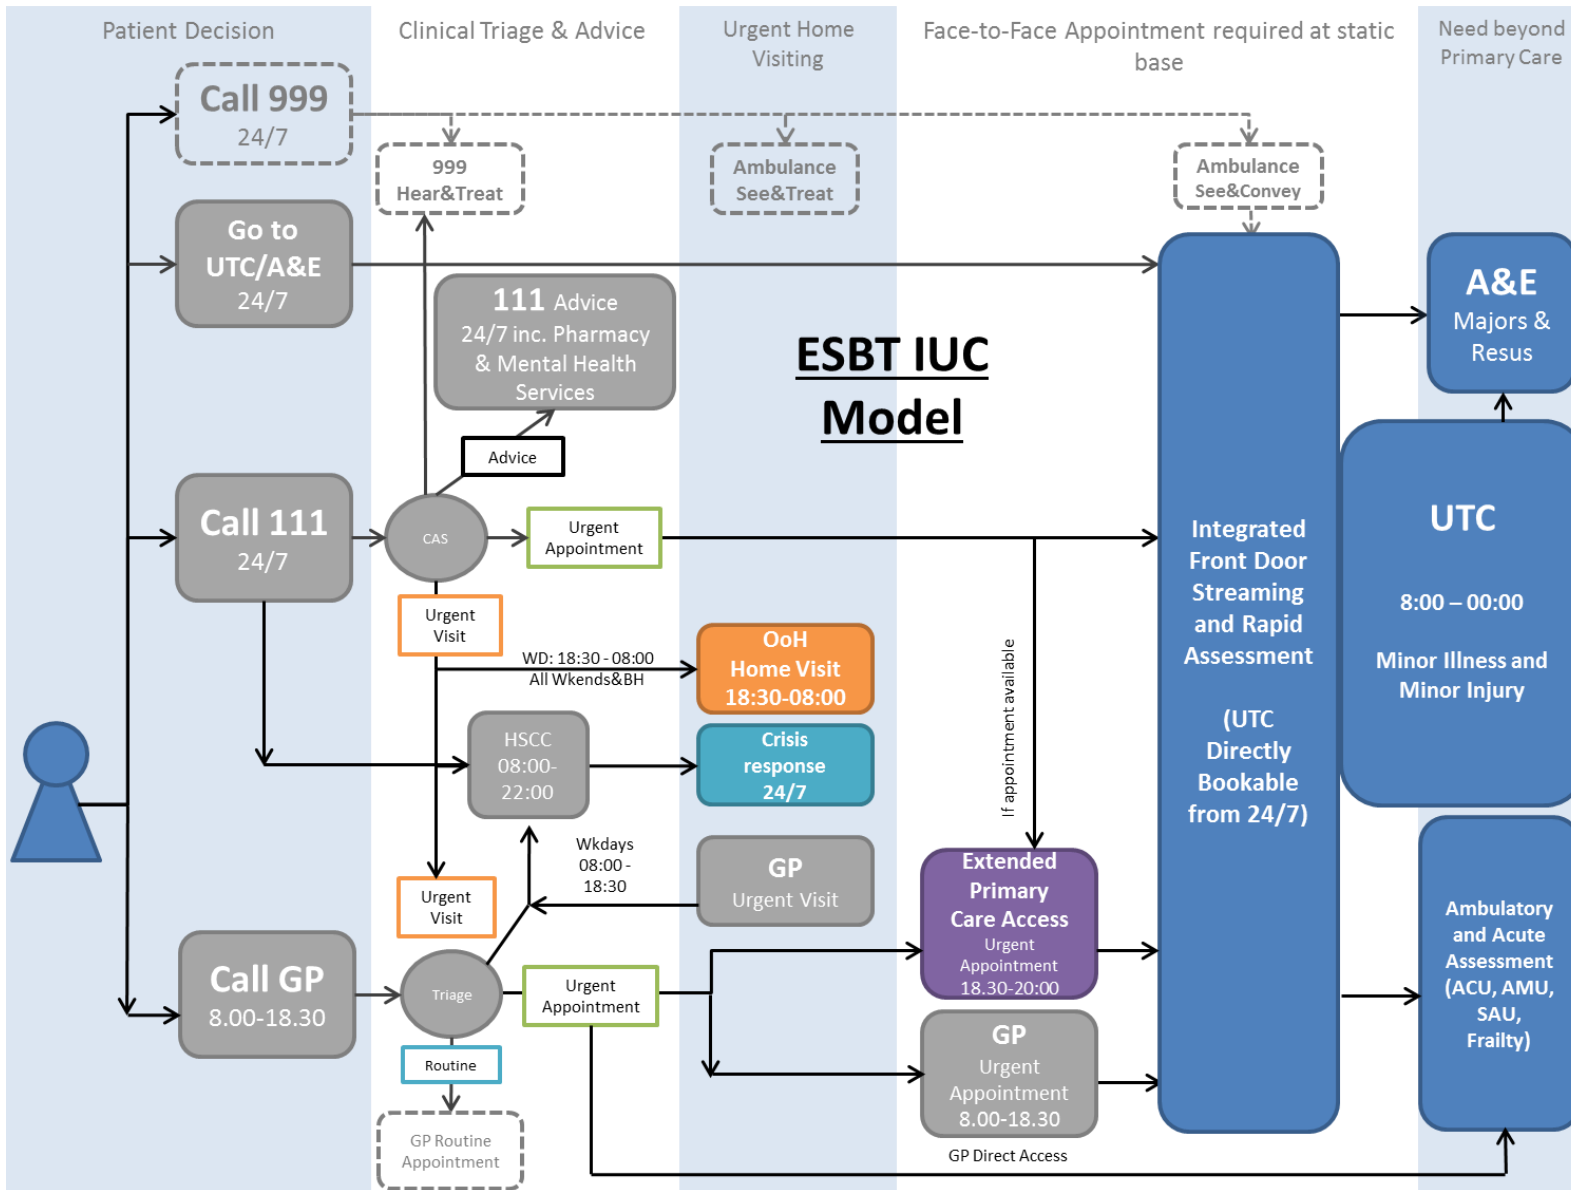 Patient Decision
Clinical Triage & Advice
Urgent Home
Visiting
Face-to-Face Appointment required at static
base
Need beyond
Primary Care
Call 999
24/7
999
Hear&Treat
Ambulance
See&Treat
Ambulance
See&Convey
Go to
UTC/A&E
24/7
111 Advice
24/7 inc. Pharmacy
& Mental Health
Services
Advice
ESBT IUC
Model
A&E
Majors &
Resus
Call 111
24/7
CAS
Urgent
Appointment
Urgent
Visit
WD: 18:30 - 08:00
All Wkends&BH
OoH
Home Visit
18:30-08:00
HSCC
08:00-
22:00
Crisis
response
24/7
If appointment available
Integrated
Front Door
Streaming
and Rapid
Assessment
(UTC
Directly
Bookable
from 24/7)
UTC
8:00 – 00:00
Minor Illness and
Minor Injury
Wkdays
08:00 -
18:30
GP
Urgent Visit
Urgent
Visit
Extended
Primary
Care Access
Urgent
Appointment
18.30-20:00
Call GP
8.00-18.30
Triage
Urgent
Appointment
Routine
GP Routine
Appointment
GP
Urgent
Appointment
8.00-18.30
GP Direct Access
Ambulatory
and Acute
Assessment
(ACU, AMU,
SAU,
Frailty)